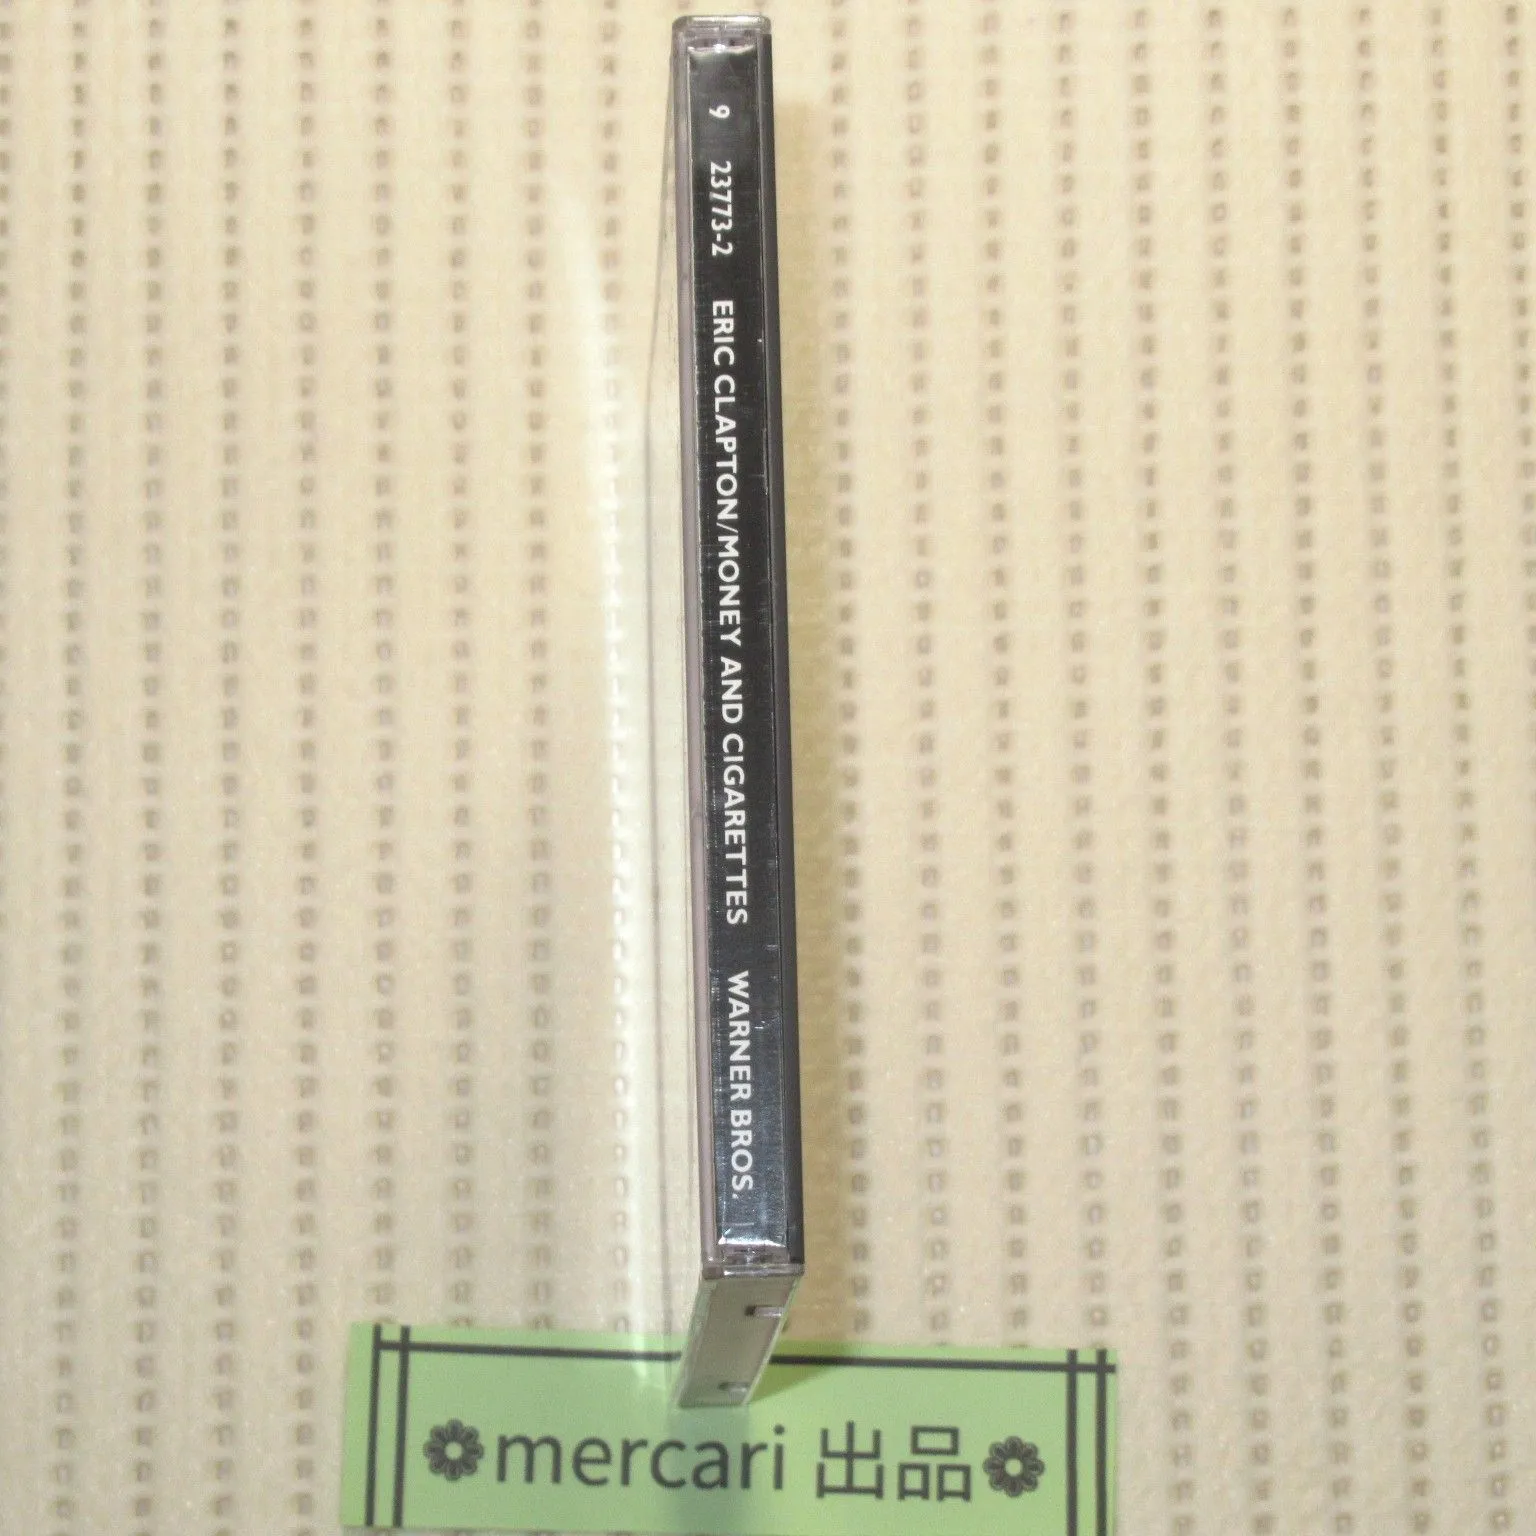 9 23773-2 ERIC CLAPTON/MONEY AND CIGARETTES WARNER BROS.
mercari 出品